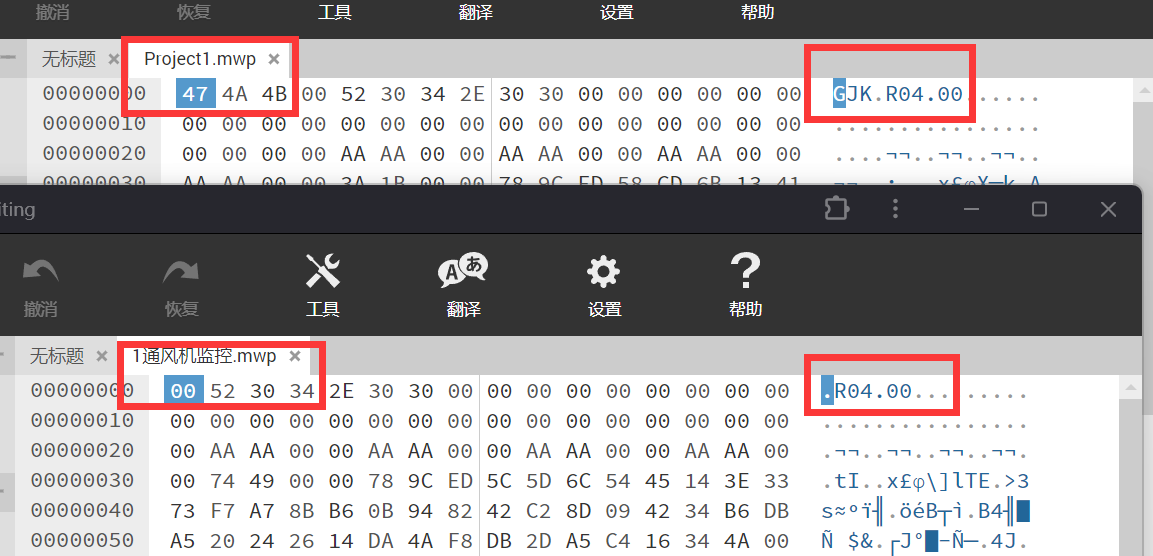 撤消 恢复 工具 翻译 设置 帮助
无标题 × Project1.mwp ×
00000000 47 4A 4B 00 52 30 34 2E 30 30 00 00 00 00 00 00 GJK.R04.00......
00000010 00 00 00 00 00 00 00 00 00 00 00 00 00 00 00 00 ................
00000020 00 00 00 00 AA AA 00 00 AA AA 00 00 AA AA 00 00 ....¬¬..¬¬..¬¬..
00000030 AA AA 00 00 3A 1B 00 00 78 9C ED 58 CD 6B 13 41
iting
撤消 恢复 工具 翻译 设置 帮助
无标题 × 1通风机监控.mwp ×
00000000 00 52 30 34 2E 30 30 00 00 00 00 00 00 00 00 00 .R04.00.........
00000010 00 00 00 00 00 00 00 00 00 00 00 00 00 00 00 00 ................
00000020 00 AA AA 00 00 AA AA 00 00 AA AA 00 00 AA AA 00 .¬¬..¬¬..¬¬..¬¬.
00000030 00 74 49 00 00 78 9C ED 5C 5D 6C 54 45 14 3E 33 .tI..x£φ\]lTE.>3
00000040 73 F7 A7 8B B6 0B 94 82 42 C2 8D 09 42 34 B6 DB s≈ºï╢.öéB┬ì.B4╢█
00000050 A5 20 24 26 14 DA 4A F8 DB 2D A5 C4 16 34 4A 00 Ñ $&.┌J°█-Ñ─.4J.